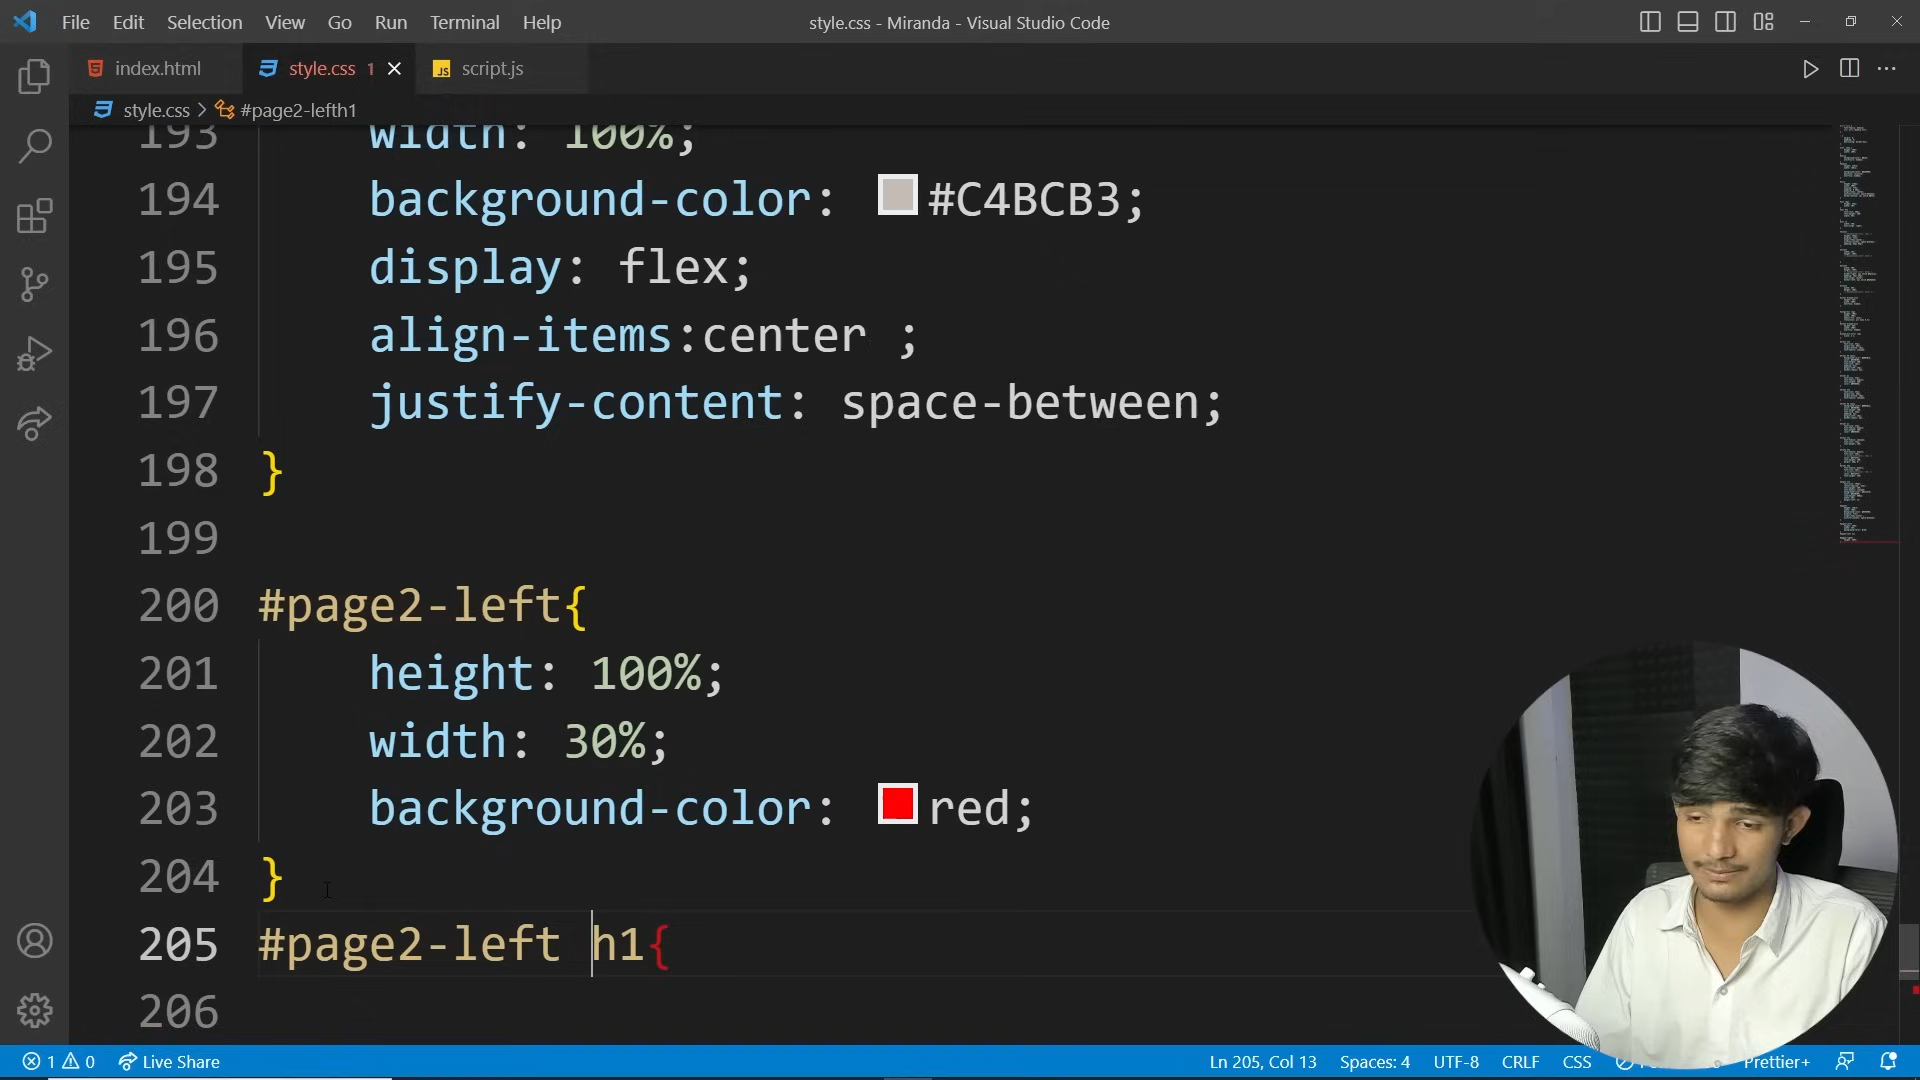 File Edit Selection View Go Run Terminal Help
style.css - Miranda - Visual Studio Code
index.html
style.css 1
JS script.js
style.css > #page2-lefth1
193 width: 100%;
194 background-color: #C4BCB3;
195 display: flex;
196 align-items:center ;
197 justify-content: space-between;
198 }
199
200 #page2-left{
201 height: 100%;
202 width: 30%;
203 background-color: red;
204 }
205 #page2-left h1{
206
1 0 Live Share
Ln 205, Col 13 Spaces: 4 UTF-8 CRLF CSS Prettier+